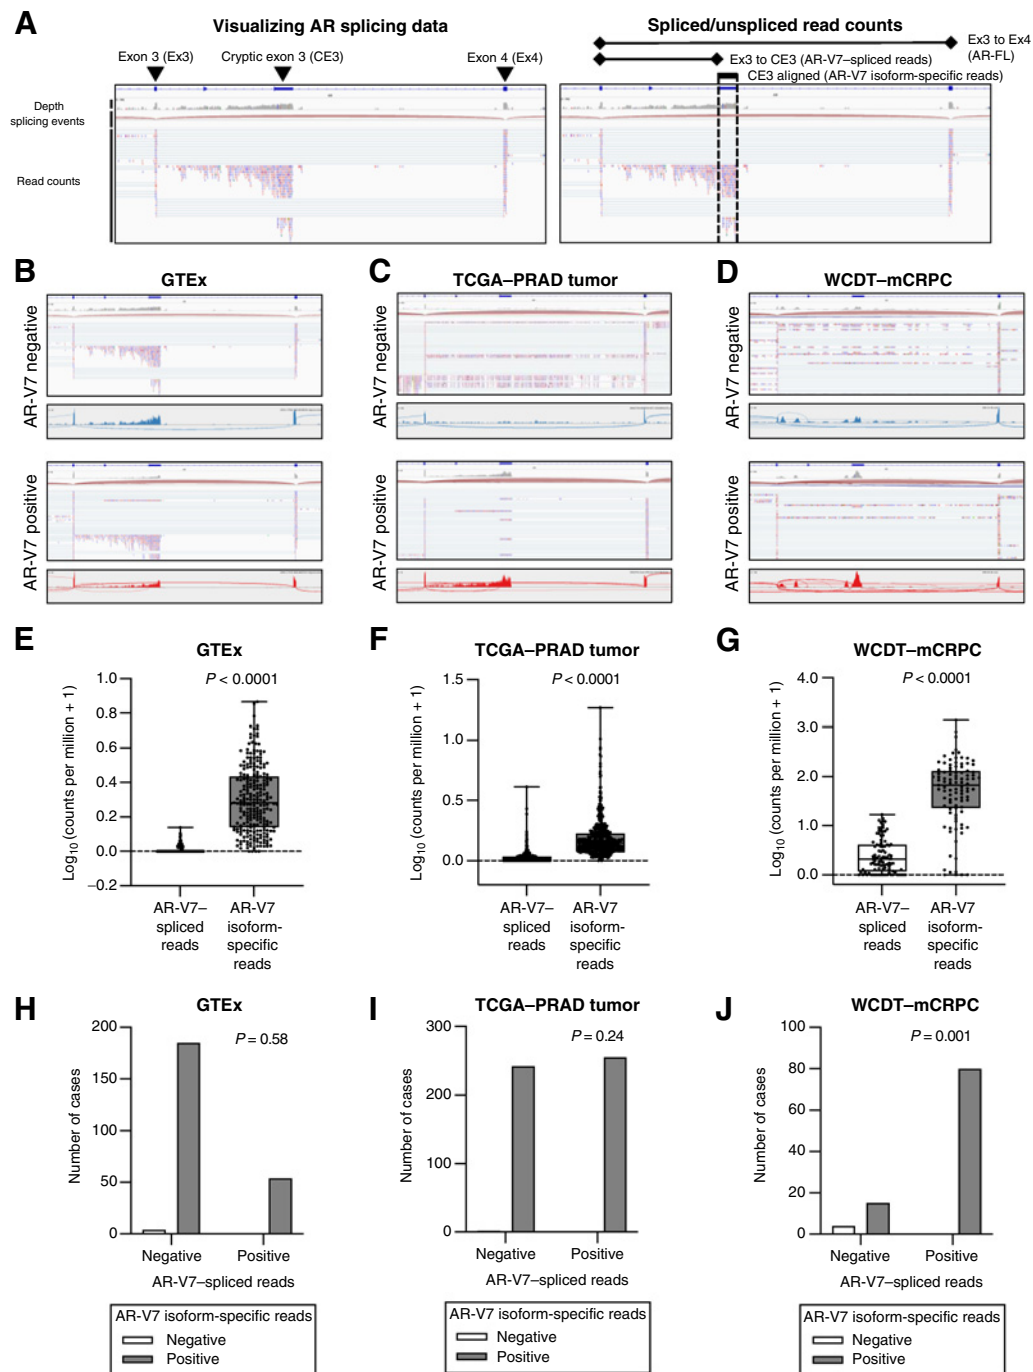 A
Visualizing AR splicing data
Spliced/unspliced read counts
Exon 3 (Ex3)
Cryptic exon 3 (CE3)
Exon 4 (Ex4)
Ex3 to Ex4
(AR-FL)
Ex3 to CE3 (AR-V7–spliced reads)
CE3 aligned (AR-V7 isoform-specific reads)
Depth
splicing events
Read counts
B
GTEx
C
TCGA–PRAD tumor
D
WCDT–mCRPC
AR-V7 negative
AR-V7 negative
AR-V7 negative
AR-V7 positive
AR-V7 positive
AR-V7 positive
E
GTEx
P < 0.0001
Log10 (counts per million + 1)
1.0
0.8
0.6
0.4
0.2
0.0
−0.2
AR-V7–
spliced
reads
AR-V7
isoform-
specific
reads
F
TCGA–PRAD tumor
P < 0.0001
Log10 (counts per million + 1)
1.5
1.0
0.5
0.0
AR-V7–
spliced
reads
AR-V7
isoform-
specific
reads
G
WCDT–mCRPC
P < 0.0001
Log10 (counts per million + 1)
4.0
3.0
2.0
1.0
0.0
AR-V7–
spliced
reads
AR-V7
isoform-
specific
reads
H
GTEx
P = 0.58
Number of cases
200
150
100
50
0
Negative
Positive
AR-V7–spliced reads
AR-V7 isoform-specific reads
Negative
Positive
I
TCGA–PRAD tumor
P = 0.24
Number of cases
300
200
100
0
Negative
Positive
AR-V7–spliced reads
AR-V7 isoform-specific reads
Negative
Positive
J
WCDT–mCRPC
P = 0.001
Number of cases
100
80
60
40
20
0
Negative
Positive
AR-V7–spliced reads
AR-V7 isoform-specific reads
Negative
Positive